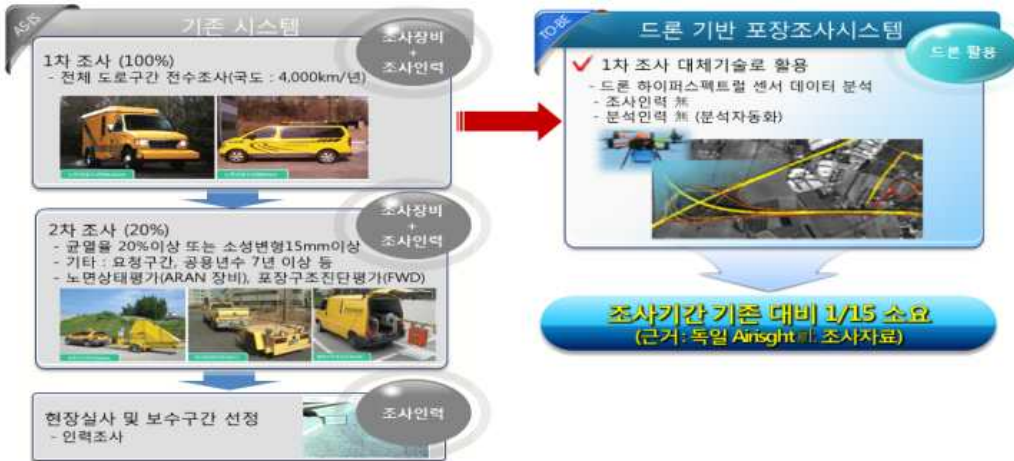 AS-IS
기존 시스템
조사장비
+
조사인력
1차 조사 (100%)
- 전체 도로구간 전수조사(국도 : 4,000km/년)
조사장비
+
조사인력
2차 조사 (20%)
- 균열율 20%이상 또는 소성변형15mm이상
- 기타 : 요청구간, 공용년수 7년 이상 등
- 노면상태평가(ARAN 장비), 포장구조진단평가(FWD)
조사인력
현장실사 및 보수구간 선정
- 인력조사
TO-BE
드론 기반 포장조사시스템
드론 활용
✓ 1차 조사 대체기술로 활용
- 드론 하이퍼스펙트럴 센서 데이터 분석
- 조사인력 無
- 분석인력 無 (분석자동화)
조사기간 기존 대비 1/15 소요
(근거 : 독일 Airisght 조사자료)